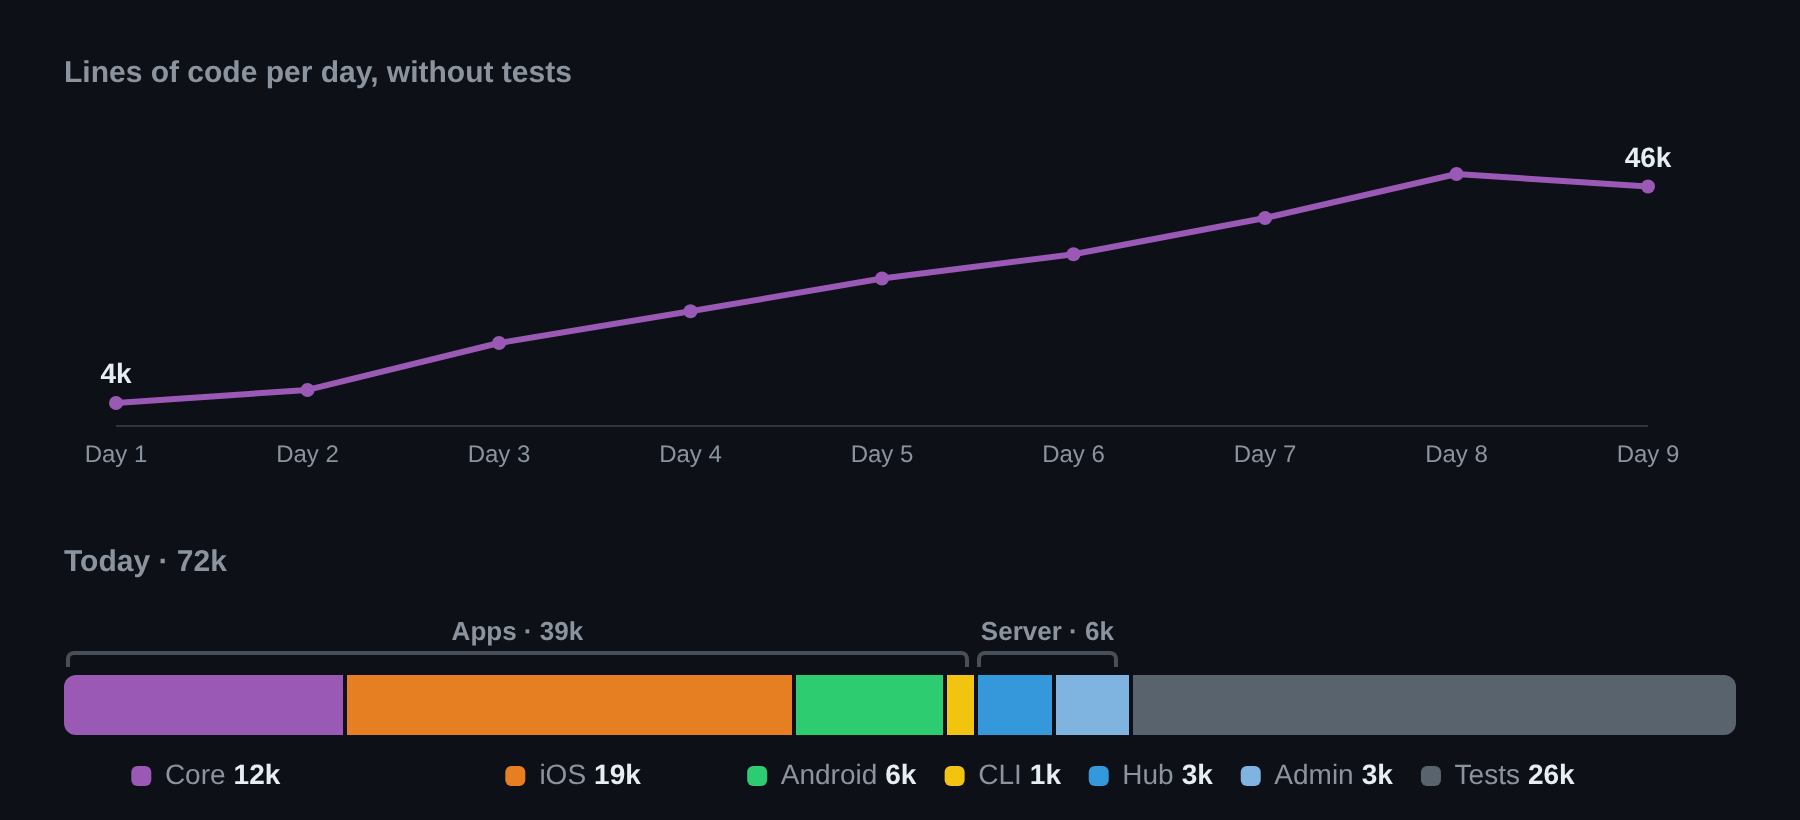 Lines of code per day, without tests
46k
4k
Day 1 Day 2 Day 3 Day 4 Day 5 Day 6 Day 7 Day 8 Day 9
Today · 72k
Apps · 39k Server · 6k
Core 12k iOS 19k Android 6k CLI 1k Hub 3k Admin 3k Tests 26k